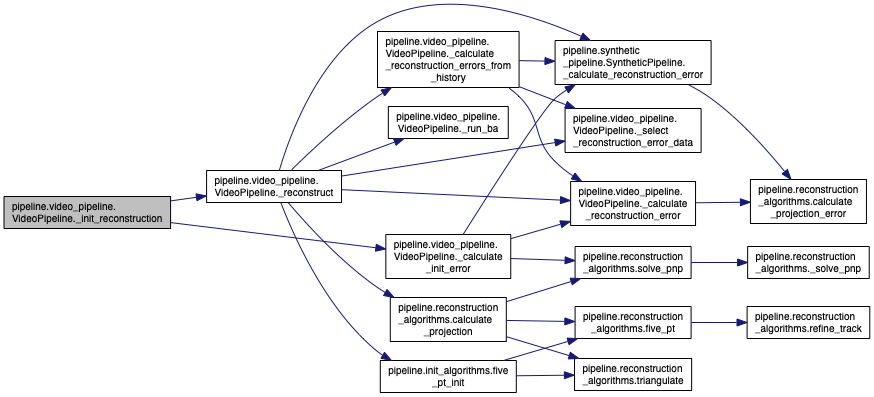 pipeline.video_pipeline.
VideoPipeline._init_reconstruction
pipeline.video_pipeline.
VideoPipeline._reconstruct
pipeline.video_pipeline.
VideoPipeline._calculate
_reconstruction_errors_from
_history
pipeline.video_pipeline.
VideoPipeline._run_ba
pipeline.video_pipeline.
VideoPipeline._calculate
_init_error
pipeline.reconstruction
_algorithms.calculate
_projection
pipeline.init_algorithms.five
_pt_init
pipeline.synthetic
_pipeline.SyntheticPipeline.
_calculate_reconstruction_error
pipeline.video_pipeline.
VideoPipeline._select
_reconstruction_error_data
pipeline.video_pipeline.
VideoPipeline._calculate
_reconstruction_error
pipeline.reconstruction
_algorithms.solve_pnp
pipeline.reconstruction
_algorithms.five_pt
pipeline.reconstruction
_algorithms.triangulate
pipeline.reconstruction
_algorithms.calculate
_projection_error
pipeline.reconstruction
_algorithms._solve_pnp
pipeline.reconstruction
_algorithms.refine_track